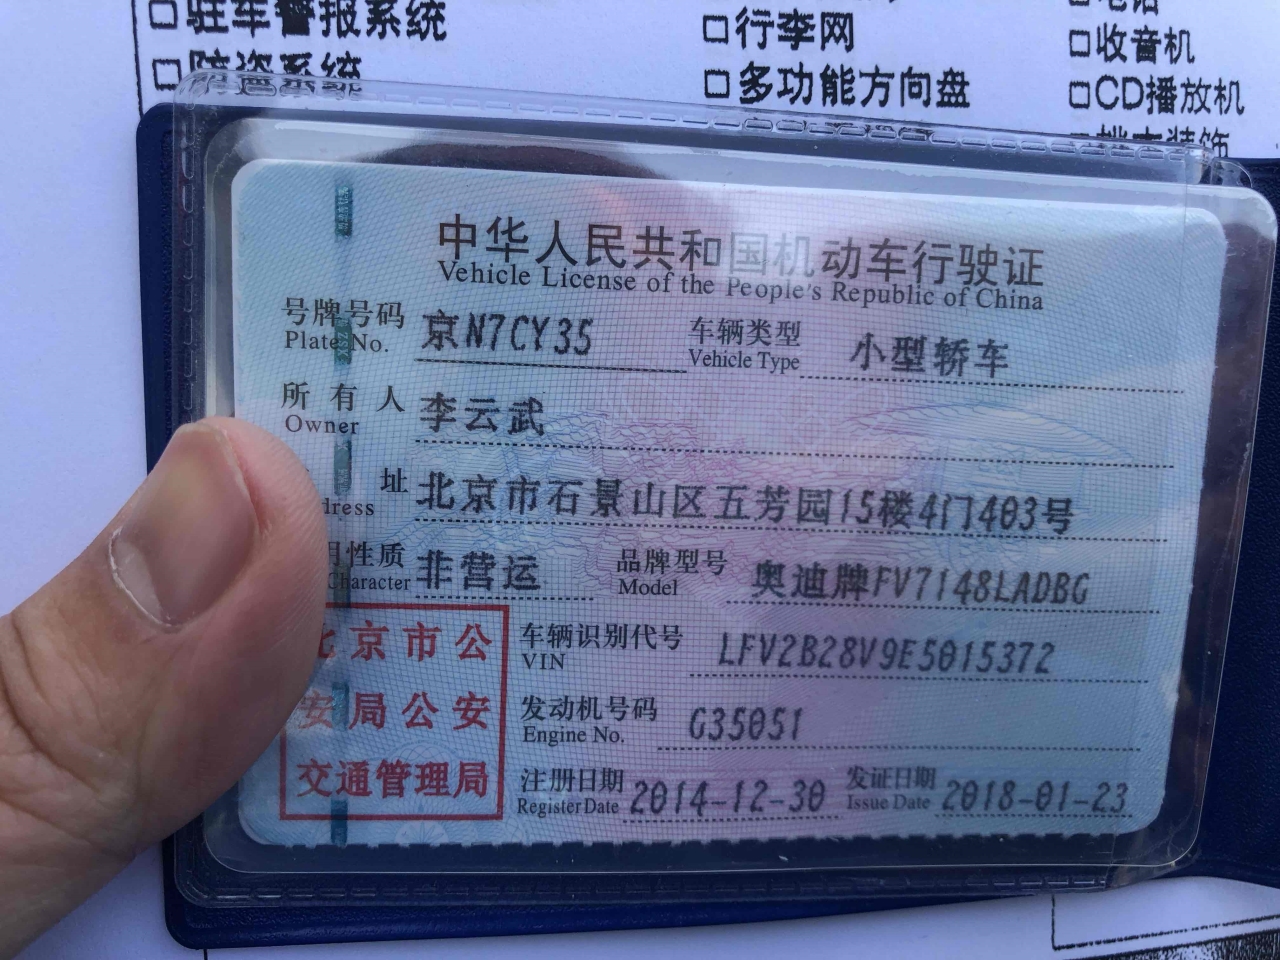 □驻车警报系统
□行李网
□收音机
□防盗系统
□多功能方向盘
□CD播放机
中华人民共和国机动车行驶证
Vehicle License of the People's Republic of China
号牌号码 京N7CY35 车辆类型 小型轿车
Plate No. Vehicle Type
所有人 李云武
Owner
址 北京市石景山区五芳园15楼4门403号
dress
用性质 非营运 品牌型号 奥迪牌FV7148LADBG
Character Model
北京市公
安局公安
交通管理局
车辆识别代号 LFV2B28V9E5015372
VIN
发动机号码 G35051
Engine No.
注册日期 2014-12-30 发证日期 2018-01-23
Register Date Issue Date